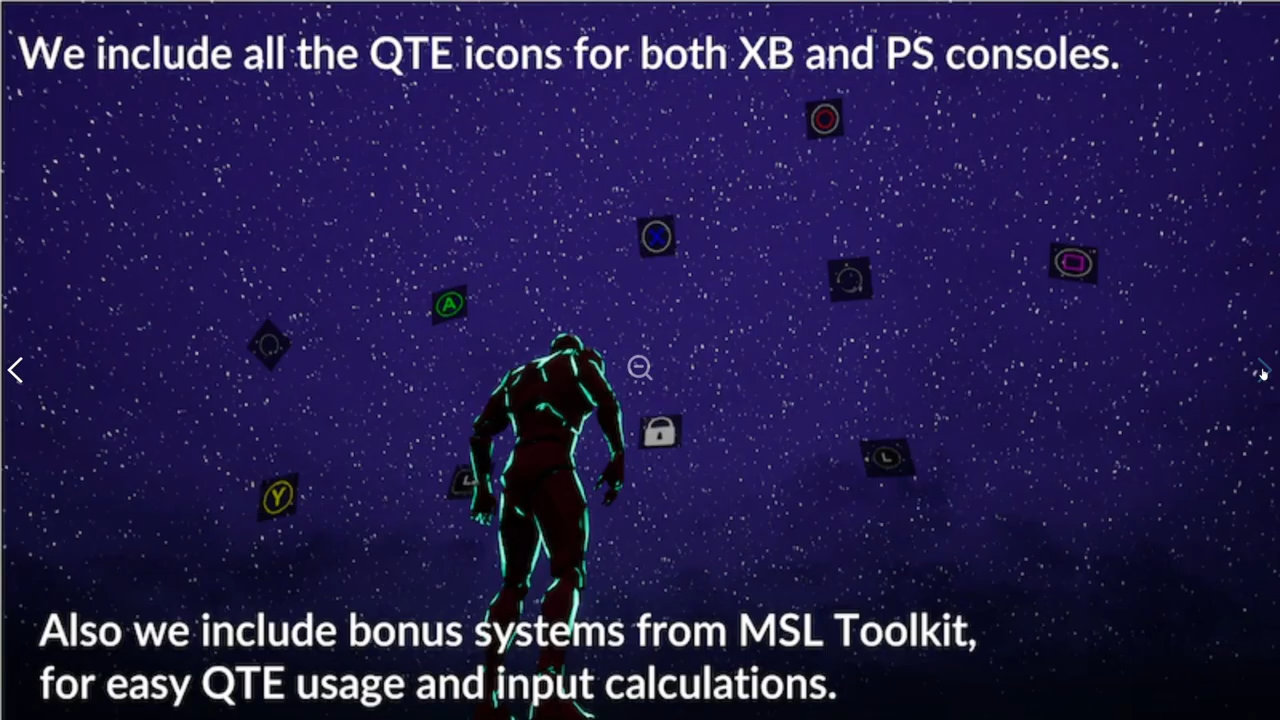 We include all the QTE icons for both XB and PS consoles.
A
Y
L
L
Also we include bonus systems from MSL Toolkit,
for easy QTE usage and input calculations.